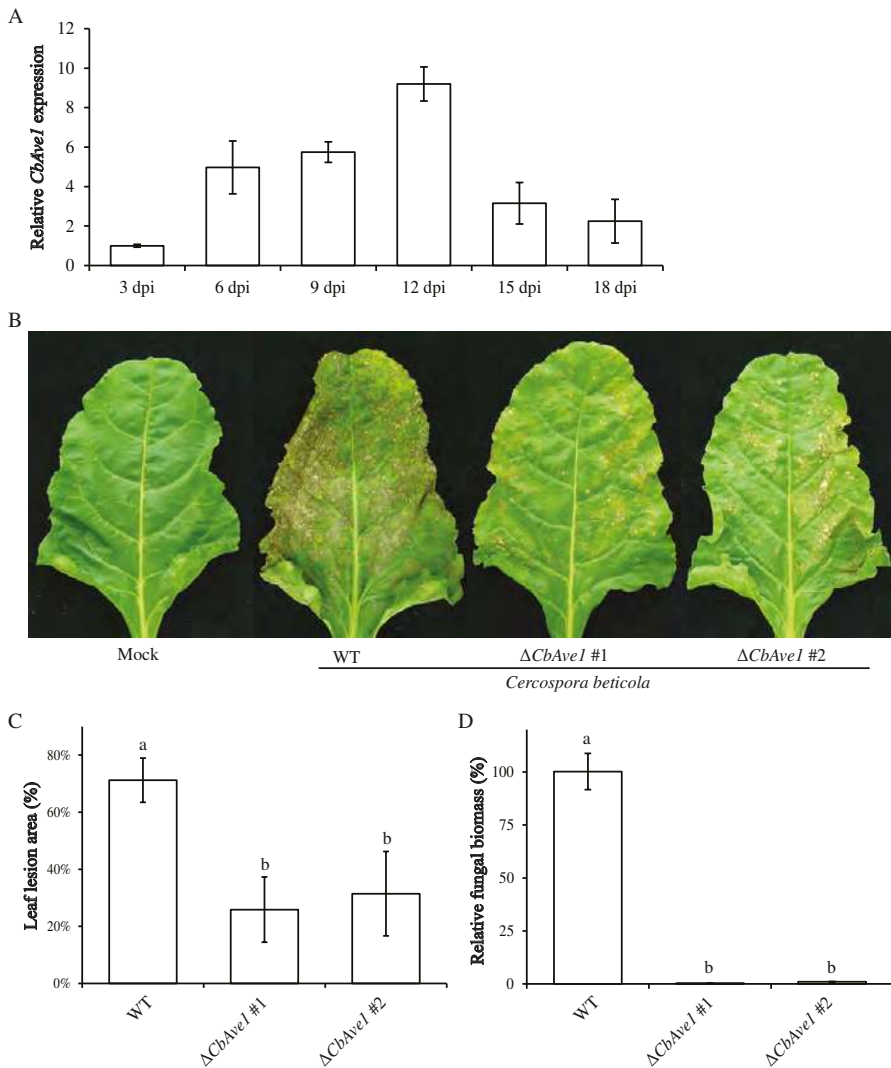 A
Relative CbAve1 expression
12
10
8
6
4
2
0
3 dpi 6 dpi 9 dpi 12 dpi 15 dpi 18 dpi
B
Mock WT ΔCbAve1 #1 ΔCbAve1 #2
Cercospora beticola
C
Leaf lesion area (%)
80%
60%
40%
20%
0%
a
b
b
WT ΔCbAve1 #1 ΔCbAve1 #2
D
Relative fungal biomass (%)
100
75
50
25
0
a
b
b
WT ΔCbAve1 #1 ΔCbAve1 #2